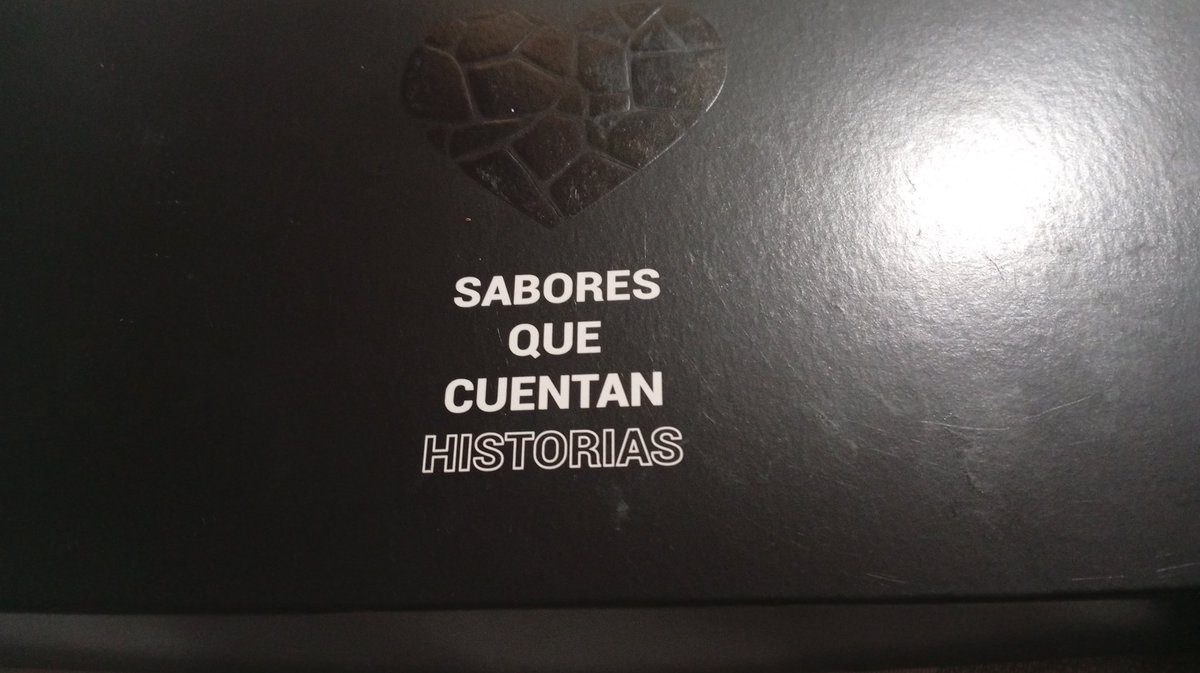 SABORES
QUE
CUENTAN
HISTORIAS